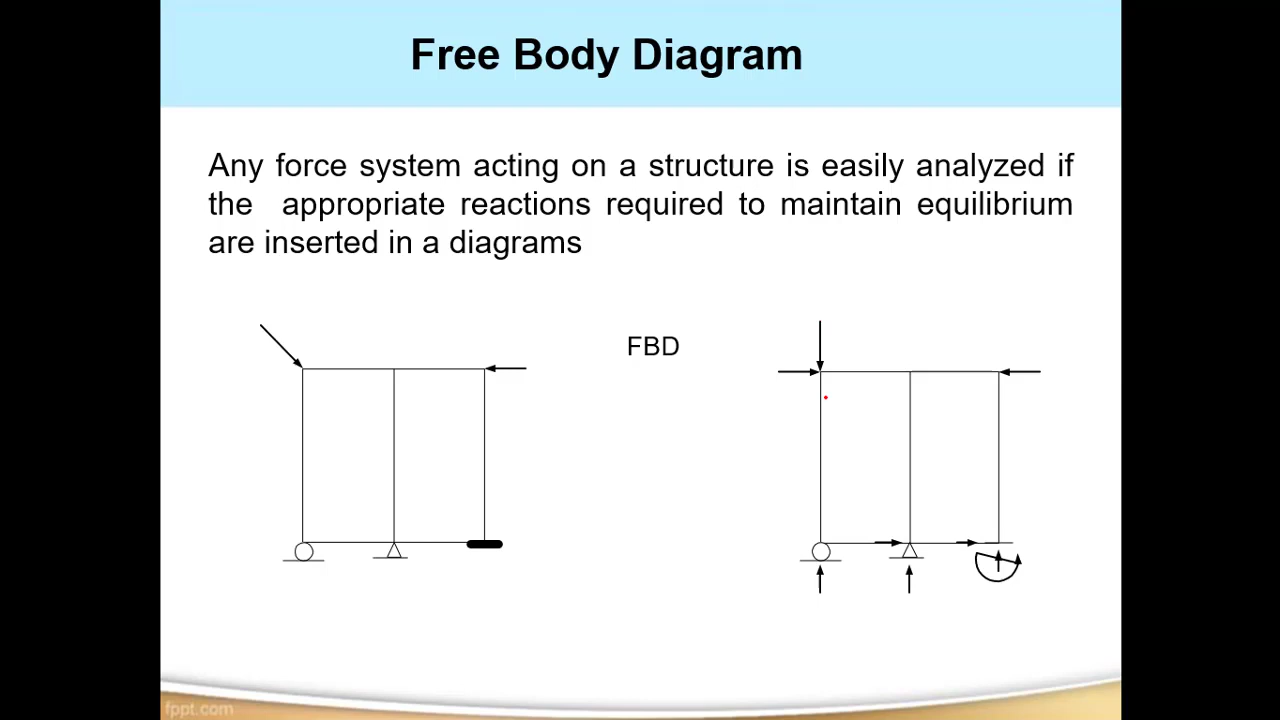 Free Body Diagram
Any force system acting on a structure is easily analyzed if
the appropriate reactions required to maintain equilibrium
are inserted in a diagrams
FBD
fppt.com